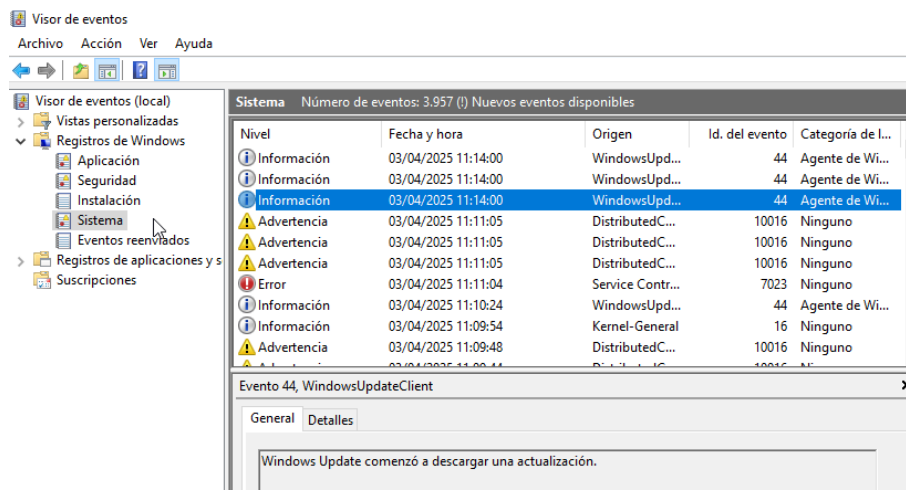 Visor de eventos
Archivo Acción Ver Ayuda
Visor de eventos (local)
Vistas personalizadas
Registros de Windows
Aplicación
Seguridad
Instalación
Sistema
Eventos reenviados
Registros de aplicaciones y s
Suscripciones
Sistema Número de eventos: 3.957 (!) Nuevos eventos disponibles
Nivel Fecha y hora Origen Id. del evento Categoría de l...
Información 03/04/2025 11:14:00 WindowsUpd... 44 Agente de Wi...
Información 03/04/2025 11:14:00 WindowsUpd... 44 Agente de Wi...
Información 03/04/2025 11:14:00 WindowsUpd... 44 Agente de Wi...
Advertencia 03/04/2025 11:11:05 DistributedC... 10016 Ninguno
Advertencia 03/04/2025 11:11:05 DistributedC... 10016 Ninguno
Advertencia 03/04/2025 11:11:05 DistributedC... 10016 Ninguno
Error 03/04/2025 11:11:04 Service Contr... 7023 Ninguno
Información 03/04/2025 11:10:24 WindowsUpd... 44 Agente de Wi...
Información 03/04/2025 11:09:54 Kernel-General 16 Ninguno
Advertencia 03/04/2025 11:09:48 DistributedC... 10016 Ninguno
Evento 44, WindowsUpdateClient
General Detalles
Windows Update comenzó a descargar una actualización.